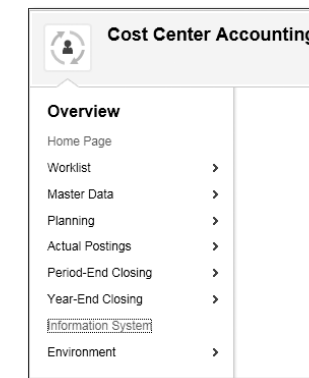 Cost Center Accounting
Overview
Home Page
Worklist
Master Data
Planning
Actual Postings
Period-End Closing
Year-End Closing
Information System
Environment